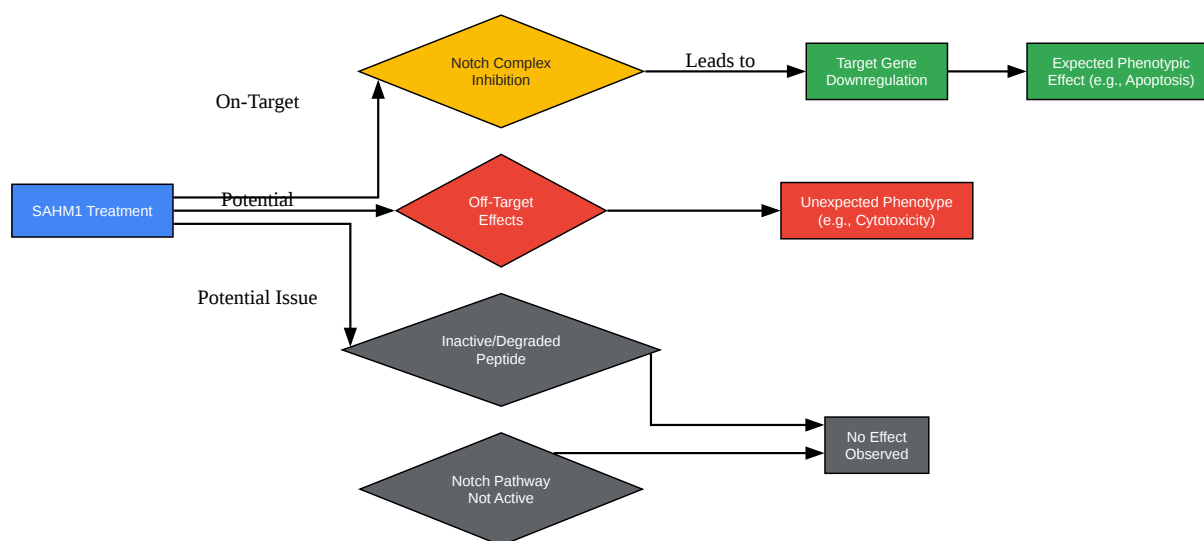 Notch Complex
Inhibition
Leads to
Target Gene
Downregulation
Expected Phenotypic
Effect (e.g., Apoptosis)
On-Target
SAHM1 Treatment
Potential
Off-Target
Effects
Unexpected Phenotype
(e.g., Cytotoxicity)
Potential Issue
Inactive/Degraded
Peptide
No Effect
Observed
Notch Pathway
Not Active